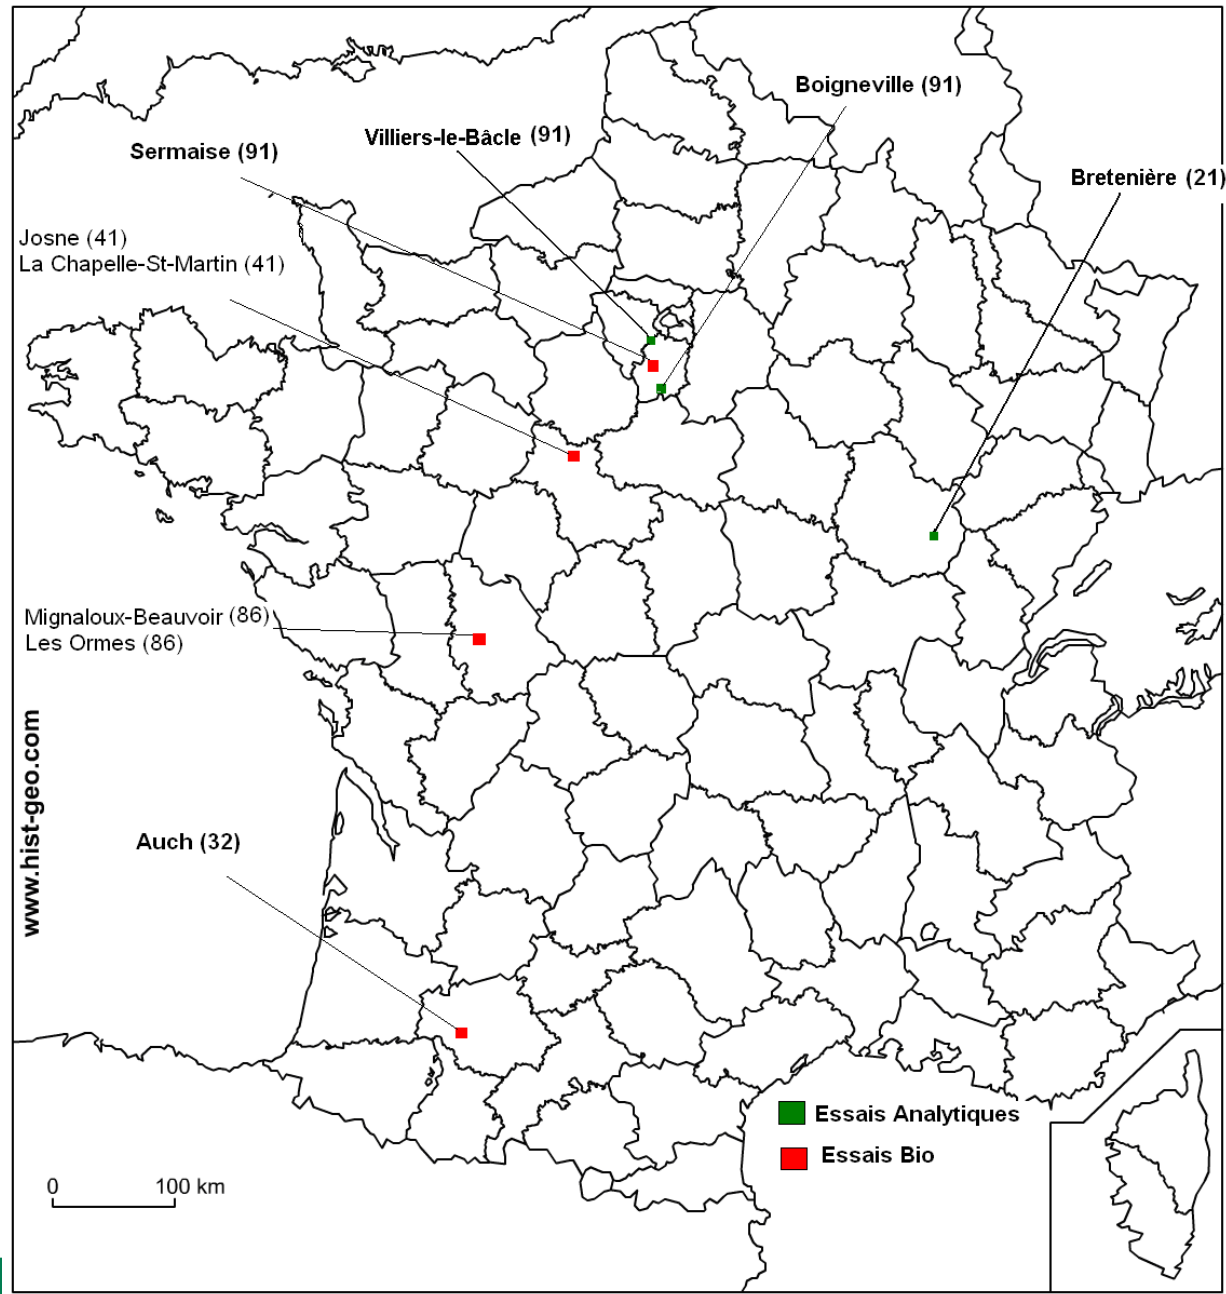 Boigneville (91)
Villiers-le-Bâcle (91)
Sermaise (91)
Bretenière (21)
Josne (41)
La Chapelle-St-Martin (41)
Mignaloux-Beauvoir (86)
Les Ormes (86)
www.hist-geo.com
Auch (32)
Essais Analytiques
Essais Bio
0 100 km